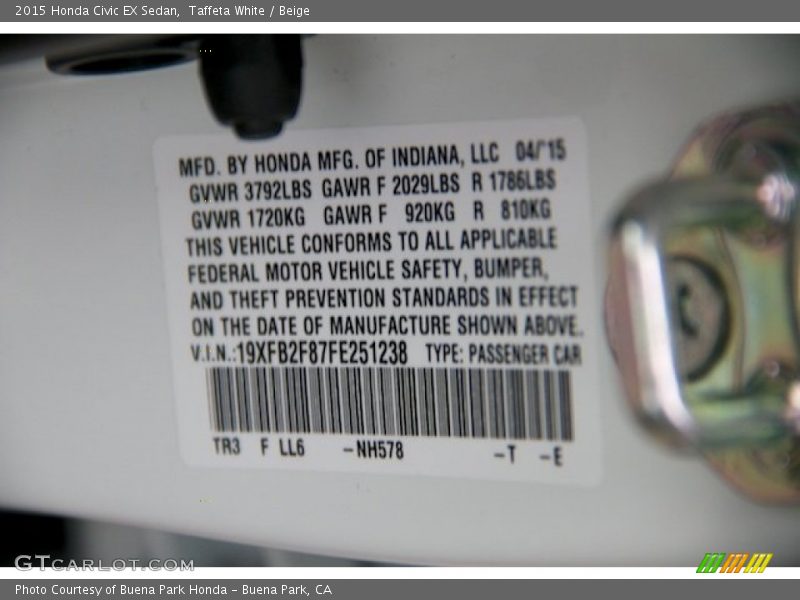 2015 Honda Civic EX Sedan, Taffeta White / Beige
MFD. BY HONDA MFG. OF INDIANA, LLC 04/'15
GVWR 3792LBS GAWR F 2029LBS R 1786LBS
GVWR 1720KG GAWR F 920KG R 810KG
THIS VEHICLE CONFORMS TO ALL APPLICABLE
FEDERAL MOTOR VEHICLE SAFETY, BUMPER,
AND THEFT PREVENTION STANDARDS IN EFFECT
ON THE DATE OF MANUFACTURE SHOWN ABOVE.
V.I.N.:19XFB2F87FE251238 TYPE: PASSENGER CAR
TR3 F LL6 -NH578 -T -E
GTCARLOT.COM
Photo Courtesy of Buena Park Honda - Buena Park, CA